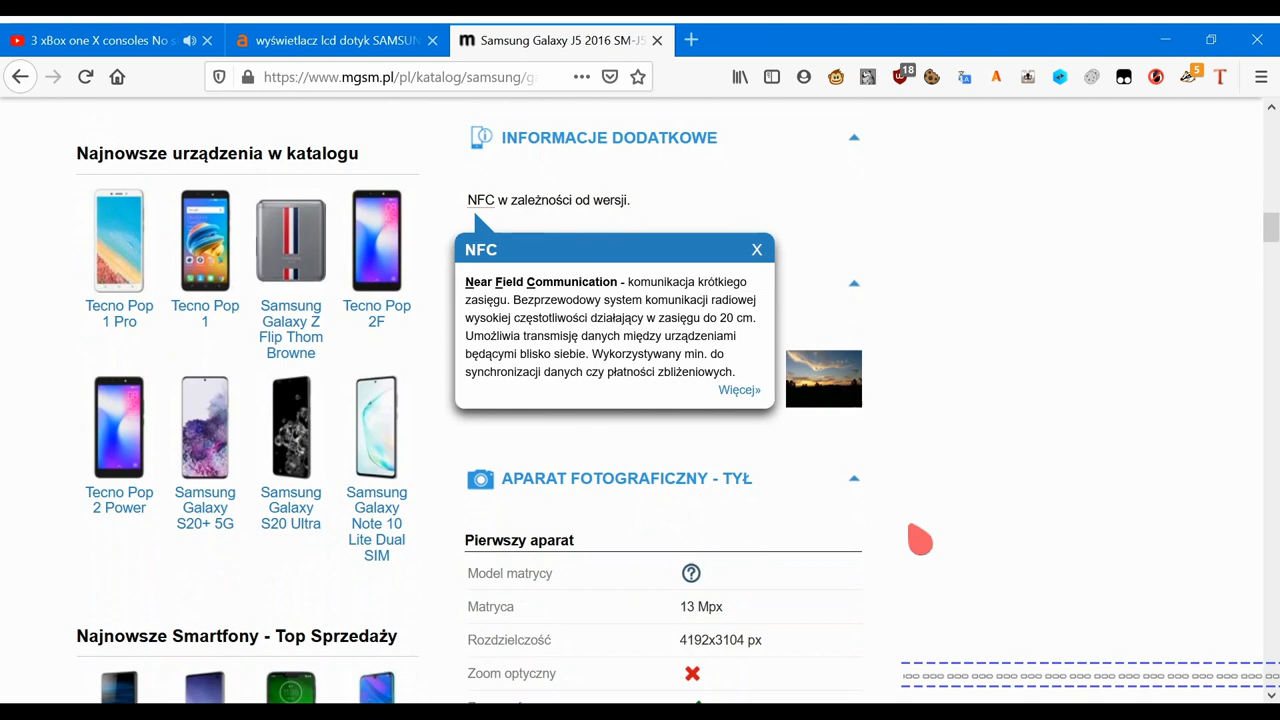 3 xBox one X consoles No s
wyświetlacz lcd dotyk SAMSUN
Samsung Galaxy J5 2016 SM-J5
https://www.mgsm.pl/pl/katalog/samsung/ga
18
5
Najnowsze urządzenia w katalogu
Tecno Pop
1 Pro
Tecno Pop
1
Samsung
Galaxy Z
Flip Thom
Browne
Tecno Pop
2F
Tecno Pop
2 Power
Samsung
Galaxy
S20+ 5G
Samsung
Galaxy
S20 Ultra
Samsung
Galaxy
Note 10
Lite Dual
SIM
Najnowsze Smartfony - Top Sprzedaży
INFORMACJE DODATKOWE
NFC w zależności od wersji.
NFC
X
Near Field Communication - komunikacja krótkiego
zasięgu. Bezprzewodowy system komunikacji radiowej
wysokiej częstotliwości działający w zasięgu do 20 cm.
Umożliwia transmisję danych między urządzeniami
będącymi blisko siebie. Wykorzystywany min. do
synchronizacji danych czy płatności zbliżeniowych.
Więcej»
APARAT FOTOGRAFICZNY - TYŁ
Pierwszy aparat
Model matrycy
Matryca 13 Mpx
Rozdzielczość 4192x3104 px
Zoom optyczny